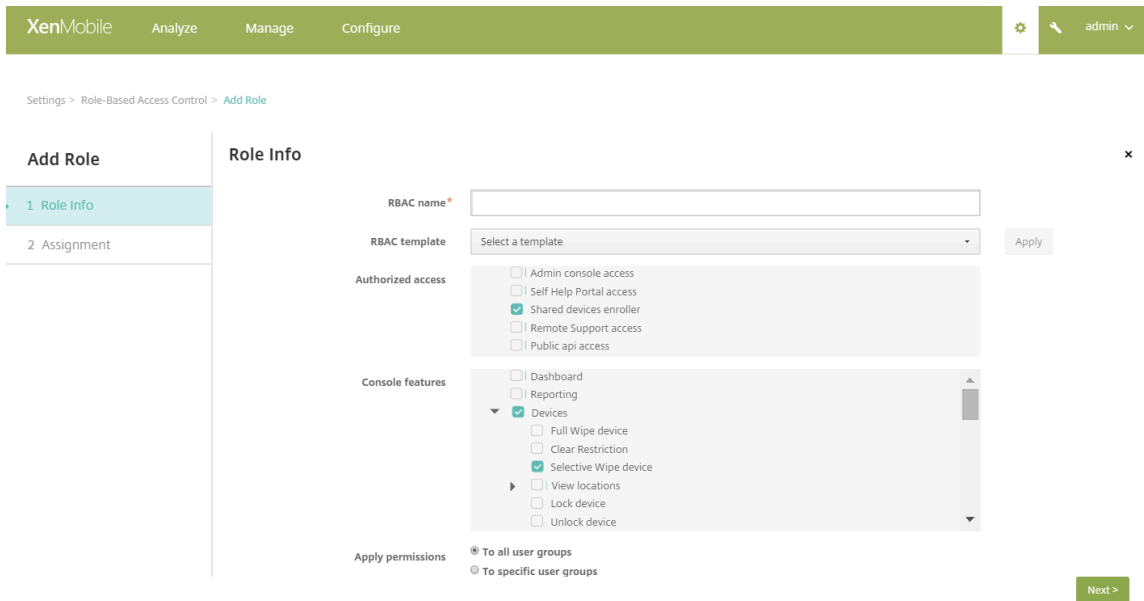 XenMobile Analyze Manage Configure admin
Settings > Role-Based Access Control > Add Role
Add Role
1 Role Info
2 Assignment
Role Info
RBAC name*
RBAC template Select a template Apply
Authorized access
Admin console access
Self Help Portal access
Shared devices enroller
Remote Support access
Public api access
Console features
Dashboard
Reporting
Devices
Full Wipe device
Clear Restriction
Selective Wipe device
View locations
Lock device
Unlock device
Apply permissions
To all user groups
To specific user groups
Next >